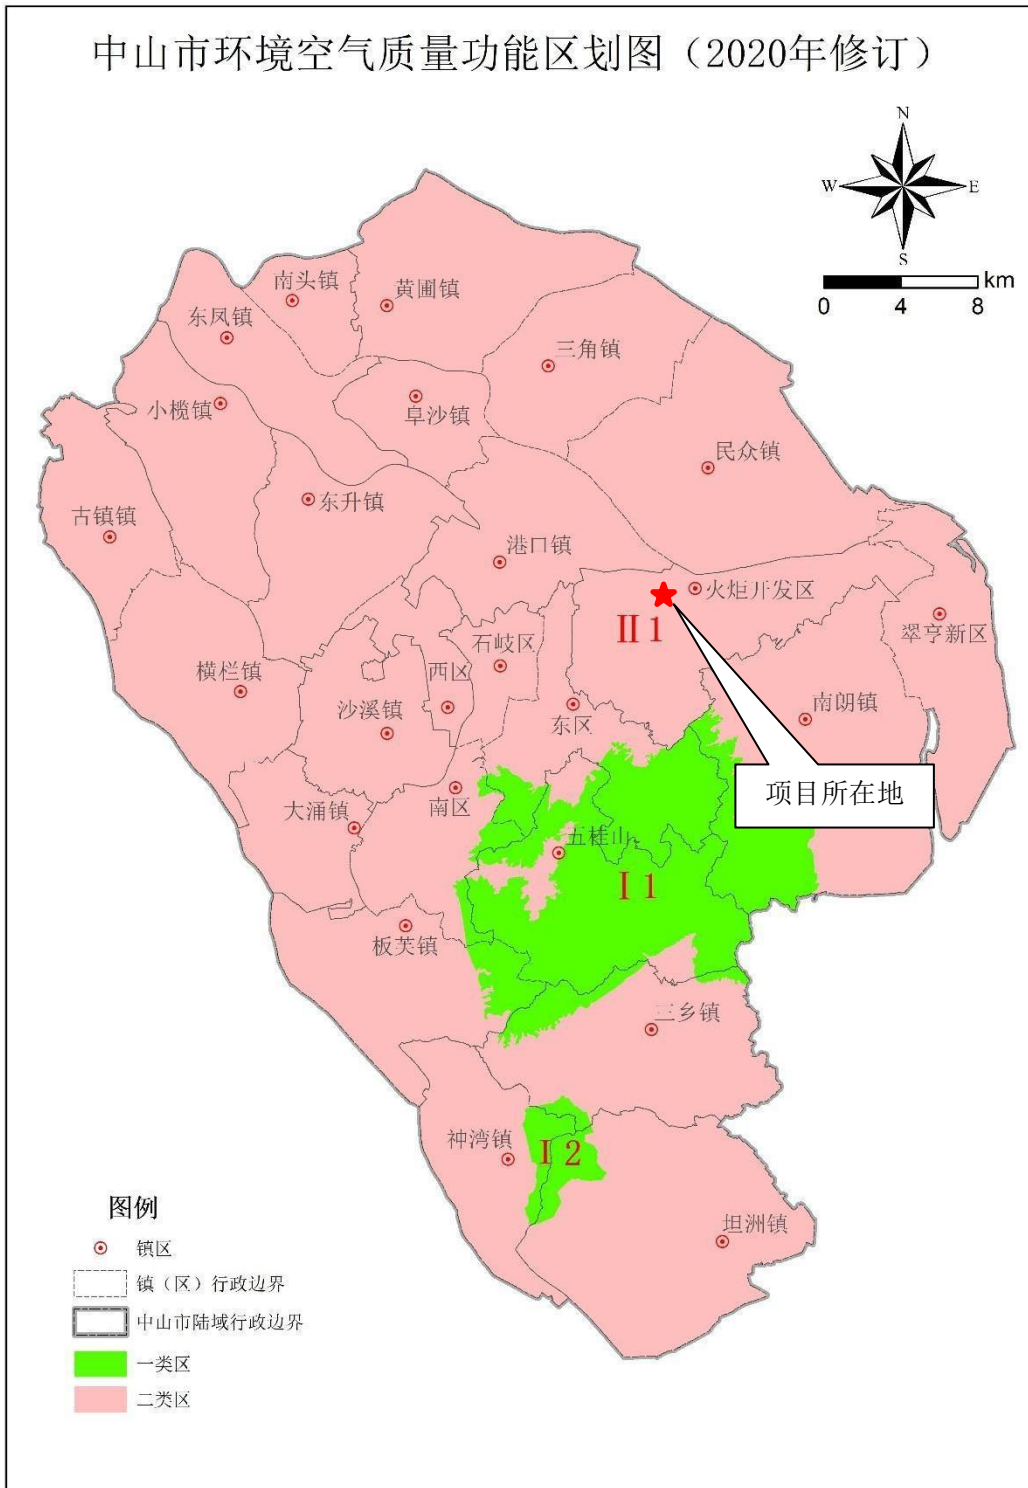 中山市环境空气质量功能区划图（2020年修订）
N
W
E
S
km
0
4
8
南头镇
黄圃镇
东凤镇
三角镇
小榄镇
阜沙镇
民众镇
东升镇
古镇镇
港口镇
火炬开发区
II 1
翠亨新区
石岐区
西区
横栏镇
沙溪镇
东区
南朗镇
项目所在地
南区
大涌镇
五桂山
I 1
板芙镇
三乡镇
神湾镇
I 2
坦洲镇
图例
镇区
镇（区）行政边界
中山市陆域行政边界
一类区
二类区